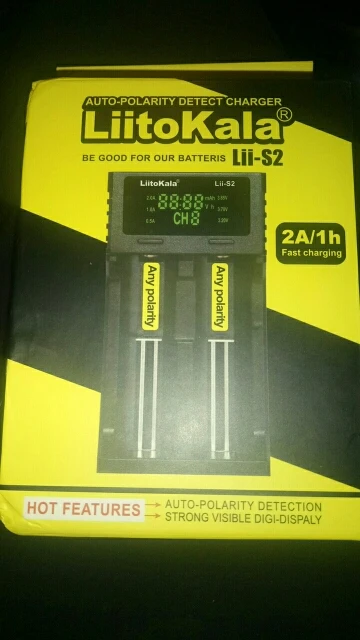 AUTO-POLARITY DETECT CHARGER
LiitoKala®
BE GOOD FOR OUR BATTERIS Lii-S2
LiitoKala Lii-S2
88:88
CH8
Any polarity
Any polarity
2A/1h
Fast charging
HOT FEATURES
AUTO-POLARITY DETECTION
STRONG VISIBLE DIGI-DISPALY